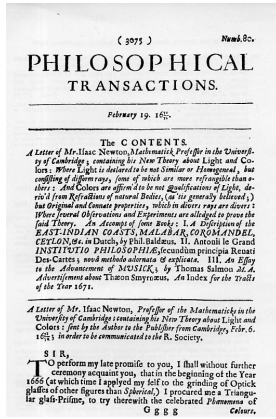 ( 3075 ) Numb. 80.
PHILOSOPHICAL
TRANSACTIONS.
February 19. 167½.
The CONTENTS.
A Letter of Mr. Isaac Newton, Mathematick Professor in the Universi-
ty of Cambridge; containing his New Theory about Light and Co-
lors: Where Light is declared to be not Similar or Homogeneal, but
consisting of difform rays, some of which are more refrangible than o-
thers: And Colors are affirm'd to be not Qualifications of Light, de-
riv'd from Refractions of natural Bodies, (as 'tis generally believed;)
but Original and Connate properties, which in divers rays are divers:
Where several Observations and Experiments are alledged to prove the
said Theory. An Accompt of some Books: I. A Description of the
EAST-INDIAN COASTS, MALABAR, COROMANDEL,
CEYLON, &c. in Dutch, by Phil. Baldæus, II. Antonii le Grand
INSTITUTIO PHILOSOPHIÆ, secundùm principia Renati
Des-Cartes; novâ methodo adornata & explicata. III. An Essay
to the Advancement of MUSICK; by Thomas Salmon M. A.
Advertisement about Thæon Smyrnæus. An Index for the Tracts
of the Year 1671.
A Letter of Mr. Isaac Newton, Professor of the Mathematicks in the
University of Cambridge; containing his New Theory about Light and
Colors: sent by the Author to the Publisher from Cambridge, Febr. 6.
167½; in order to be communicated to the R. Society.
SIR,
To perform my late promise to you, I shall without further
ceremony acquaint you, that in the beginning of the Year
1666 (at which time I applyed my self to the grinding of Optick
glasses of other figures than Spherical,) I procured me a Triangu-
lar glass-Prisme, to try therewith the celebrated Phænomena of
Gggg Colours.